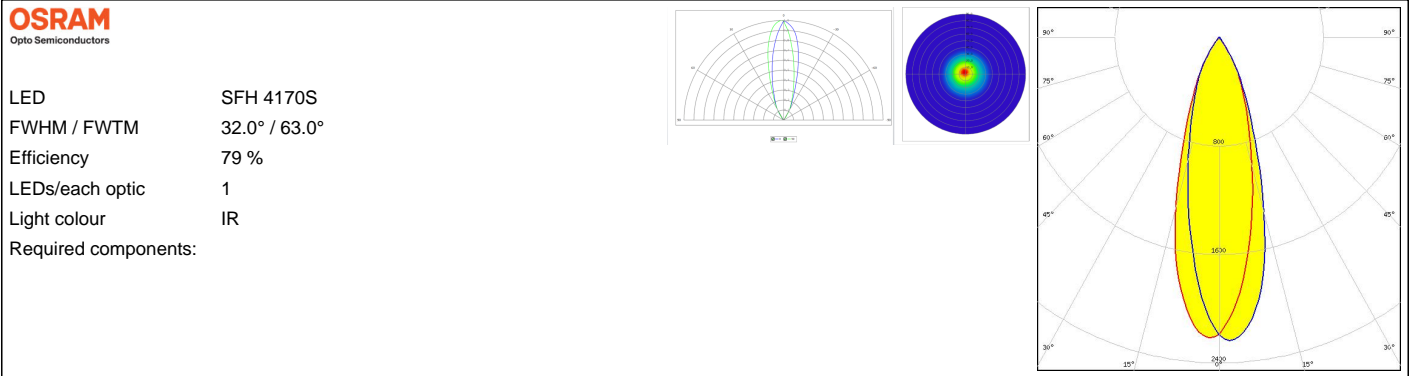 OSRAM
Opto Semiconductors
LED SFH 4170S
FWHM / FWTM 32.0° / 63.0°
Efficiency 79 %
LEDs/each optic 1
Light colour IR
Required components:
90° 90°
75° 75°
60° 60°
45° 45°
30° 30°
15° 0° 15°
800
1600
2400